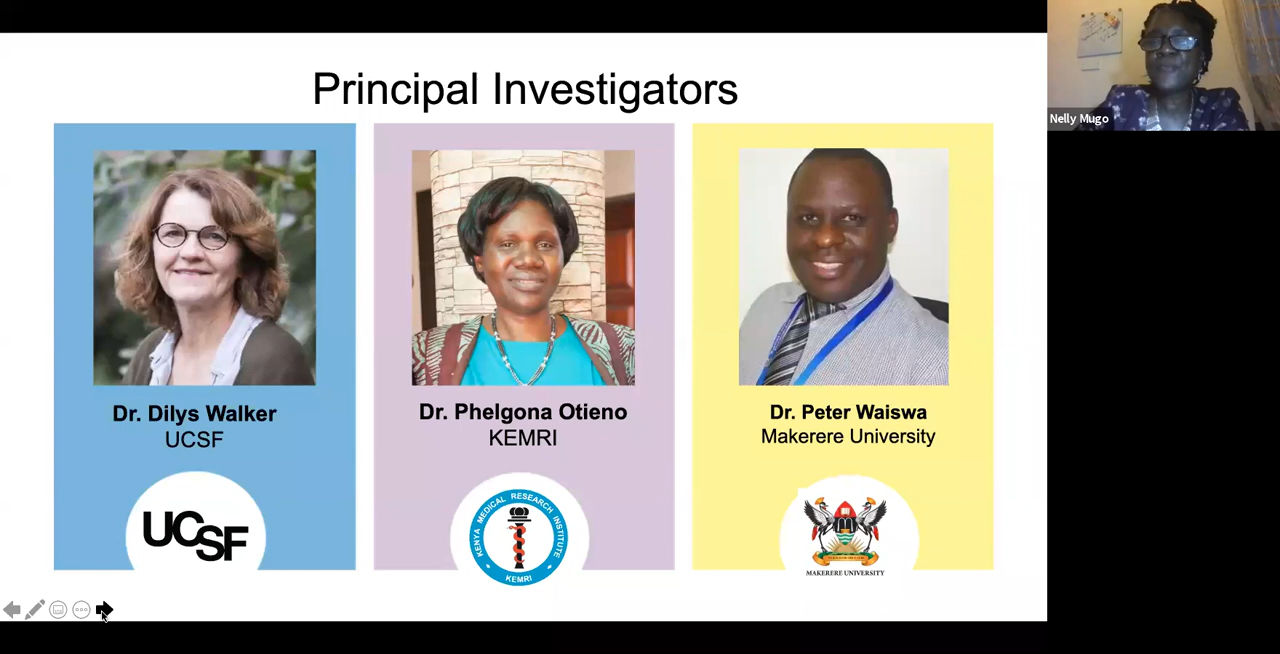 Principal Investigators
Nelly Mugo
Dr. Dilys Walker
UCSF
Dr. Phelgona Otieno
KEMRI
Dr. Peter Waiswa
Makerere University
UCSF
KENYA MEDICAL RESEARCH INSTITUTE
KEMRI
MAKERERE UNIVERSITY